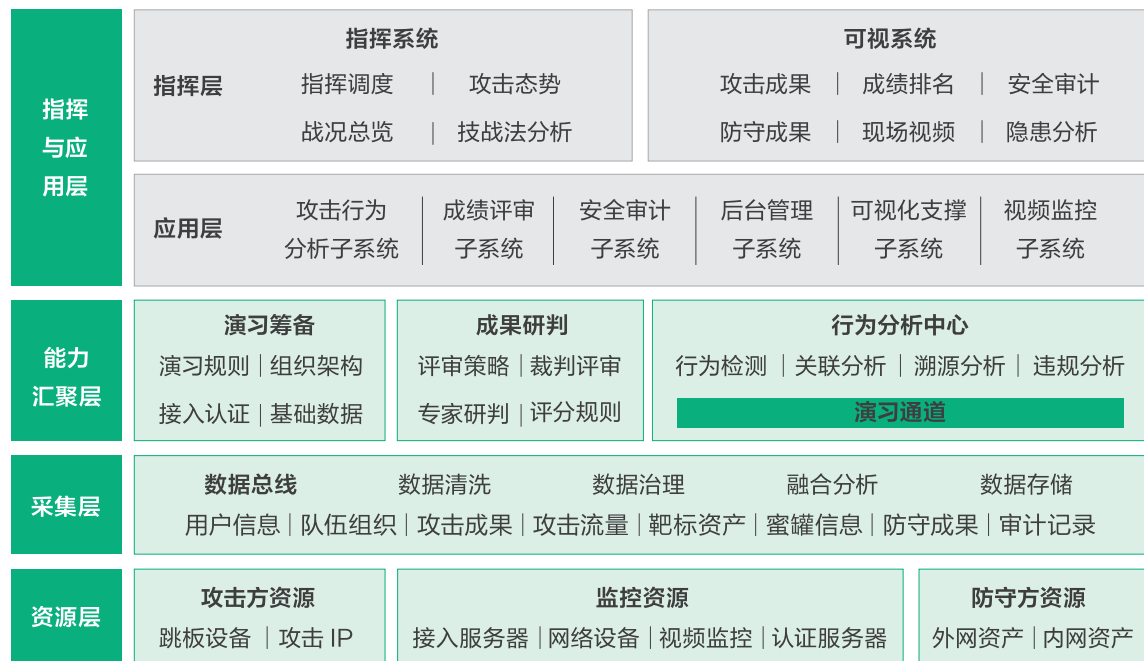 指挥
与应
用层
指挥层
指挥系统
指挥调度 | 攻击态势
战况总览 | 技战法分析
可视系统
攻击成果 | 成绩排名 | 安全审计
防守成果 | 现场视频 | 隐患分析
应用层
攻击行为
分析子系统
成绩评审
子系统
安全审计
子系统
后台管理
子系统
可视化支撑
子系统
视频监控
子系统
能力
汇聚层
演习筹备
演习规则 | 组织架构
接入认证 | 基础数据
成果研判
评审策略 | 裁判评审
专家研判 | 评分规则
行为分析中心
行为检测 | 关联分析 | 溯源分析 | 违规分析
演习通道
采集层
数据总线 数据清洗 数据治理 融合分析 数据存储
用户信息 | 队伍组织 | 攻击成果 | 攻击流量 | 靶标资产 | 蜜罐信息 | 防守成果 | 审计记录
资源层
攻击方资源
跳板设备 | 攻击 IP
监控资源
接入服务器 | 网络设备 | 视频监控 | 认证服务器
防守方资源
外网资产 | 内网资产